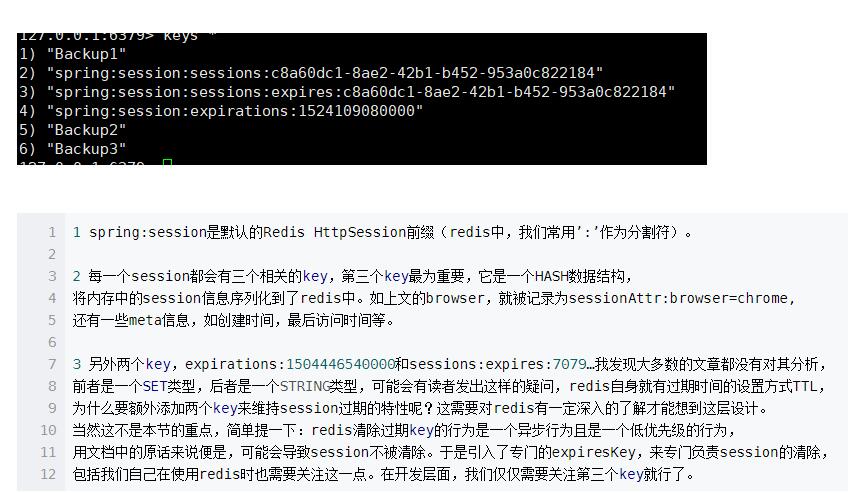 127.0.0.1:6379> keys *
1) "Backup1"
2) "spring:session:sessions:c8a60dc1-8ae2-42b1-b452-953a0c822184"
3) "spring:session:sessions:expires:c8a60dc1-8ae2-42b1-b452-953a0c822184"
4) "spring:session:expirations:1524109080000"
5) "Backup2"
6) "Backup3"
127.0.0.1:6379>
1 1 spring:session是默认的Redis HttpSession前缀（redis中，我们常用’:’作为分割符）。
2
3 2 每一个session都会有三个相关的key，第三个key最为重要，它是一个HASH数据结构，
4 将内存中的session信息序列化到了redis中。如上文的browser，就被记录为sessionAttr:browser=chrome,
5 还有一些meta信息，如创建时间，最后访问时间等。
6
7 3 另外两个key，expirations:1504446540000和sessions:expires:7079…我发现大多数的文章都没有对其分析，
8 前者是一个SET类型，后者是一个STRING类型，可能会有读者发出这样的疑问，redis自身就有过期时间的设置方式TTL，
9 为什么要额外添加两个key来维持session过期的特性呢？这需要对redis有一定深入的了解才能想到这层设计。
10 当然这不是本节的重点，简单提一下：redis清除过期key的行为是一个异步行为且是一个低优先级的行为，
11 用文档中的原话来说便是，可能会导致session不被清除。于是引入了专门的expiresKey，来专门负责session的清除，
12 包括我们自己在使用redis时也需要关注这一点。在开发层面，我们仅仅需要关注第三个key就行了。